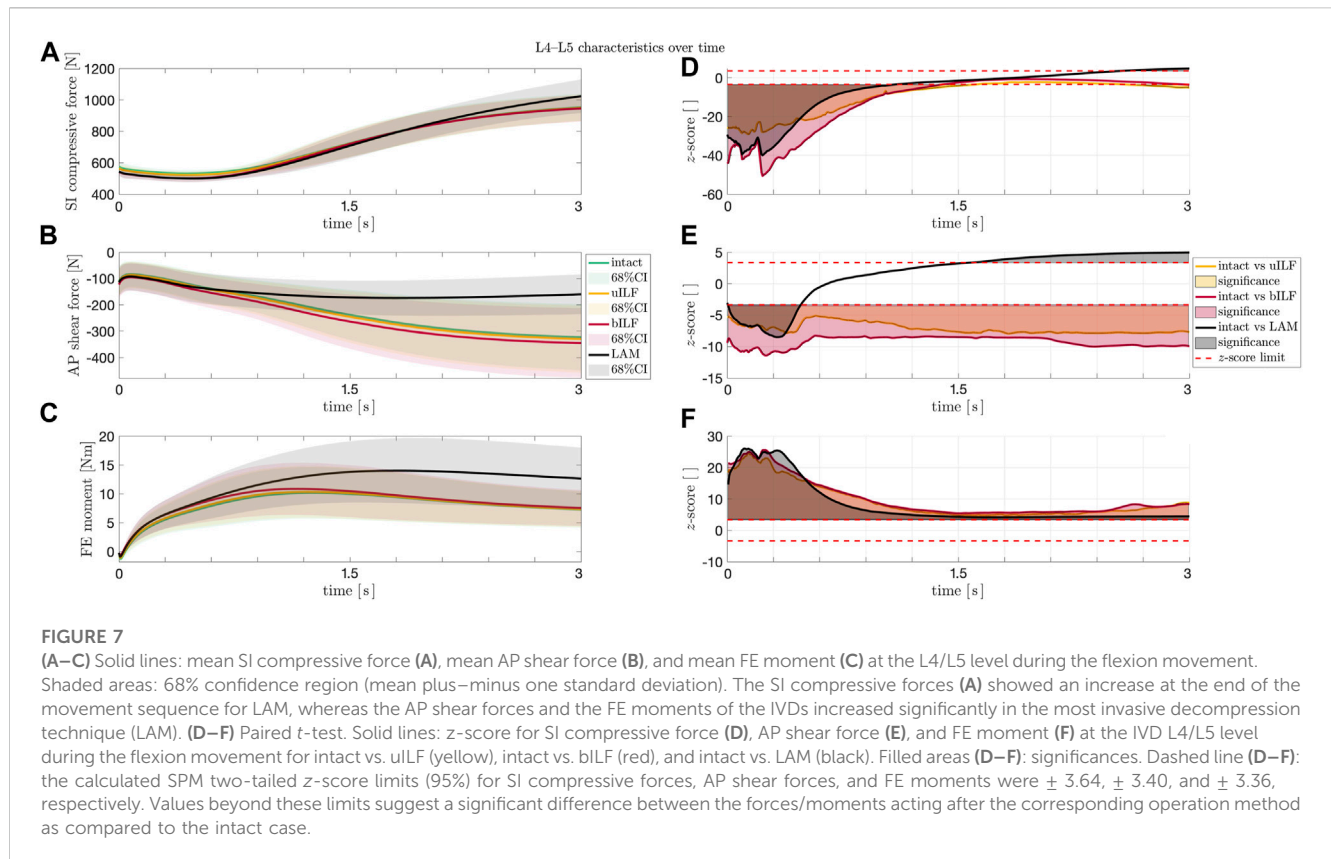 L4–L5 characteristics over time
A
SI compressive force [N]
1200
1000
800
600
400
0
1.5
3
time [s]
B
AP shear force [N]
0
-100
-200
-300
-400
0
1.5
3
time [s]
intact
68%CI
uILF
68%CI
bILF
68%CI
LAM
68%CI
C
FE moment [Nm]
20
15
10
5
0
0
1.5
3
time [s]
D
z-score [ ]
0
-20
-40
-60
0
1.5
3
time [s]
E
z-score [ ]
5
0
-5
-10
-15
0
1.5
3
time [s]
intact vs uILF
significance
intact vs bILF
significance
intact vs LAM
significance
z-score limit
F
z-score [ ]
30
20
10
0
-10
0
1.5
3
time [s]
FIGURE 7
(A–C) Solid lines: mean SI compressive force (A), mean AP shear force (B), and mean FE moment (C) at the L4/L5 level during the flexion movement.
Shaded areas: 68% confidence region (mean plus–minus one standard deviation). The SI compressive forces (A) showed an increase at the end of the
movement sequence for LAM, whereas the AP shear forces and the FE moments of the IVDs increased significantly in the most invasive decompression
technique (LAM). (D–F) Paired t-test. Solid lines: z-score for SI compressive force (D), AP shear force (E), and FE moment (F) at the IVD L4/L5 level
during the flexion movement for intact vs. uILF (yellow), intact vs. bILF (red), and intact vs. LAM (black). Filled areas (D–F): significances. Dashed line (D–F):
the calculated SPM two-tailed z-score limits (95%) for SI compressive forces, AP shear forces, and FE moments were ± 3.64, ± 3.40, and ± 3.36,
respectively. Values beyond these limits suggest a significant difference between the forces/moments acting after the corresponding operation method
as compared to the intact case.